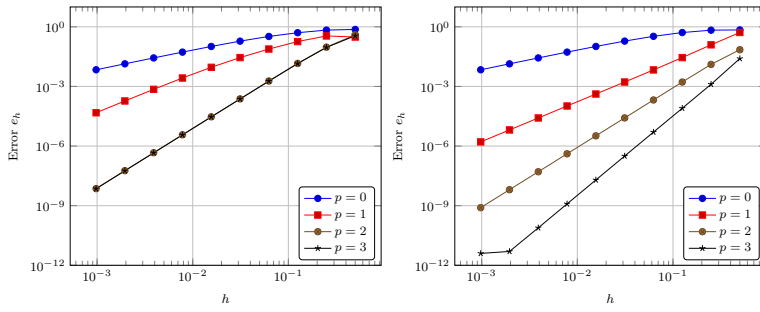 10^0
10^{-3}
10^{-6}
10^{-9}
10^{-12}
Error e_h
10^{-3}
10^{-2}
10^{-1}
h
p = 0
p = 1
p = 2
p = 3
10^0
10^{-3}
10^{-6}
10^{-9}
10^{-12}
Error e_h
10^{-3}
10^{-2}
10^{-1}
h
p = 0
p = 1
p = 2
p = 3